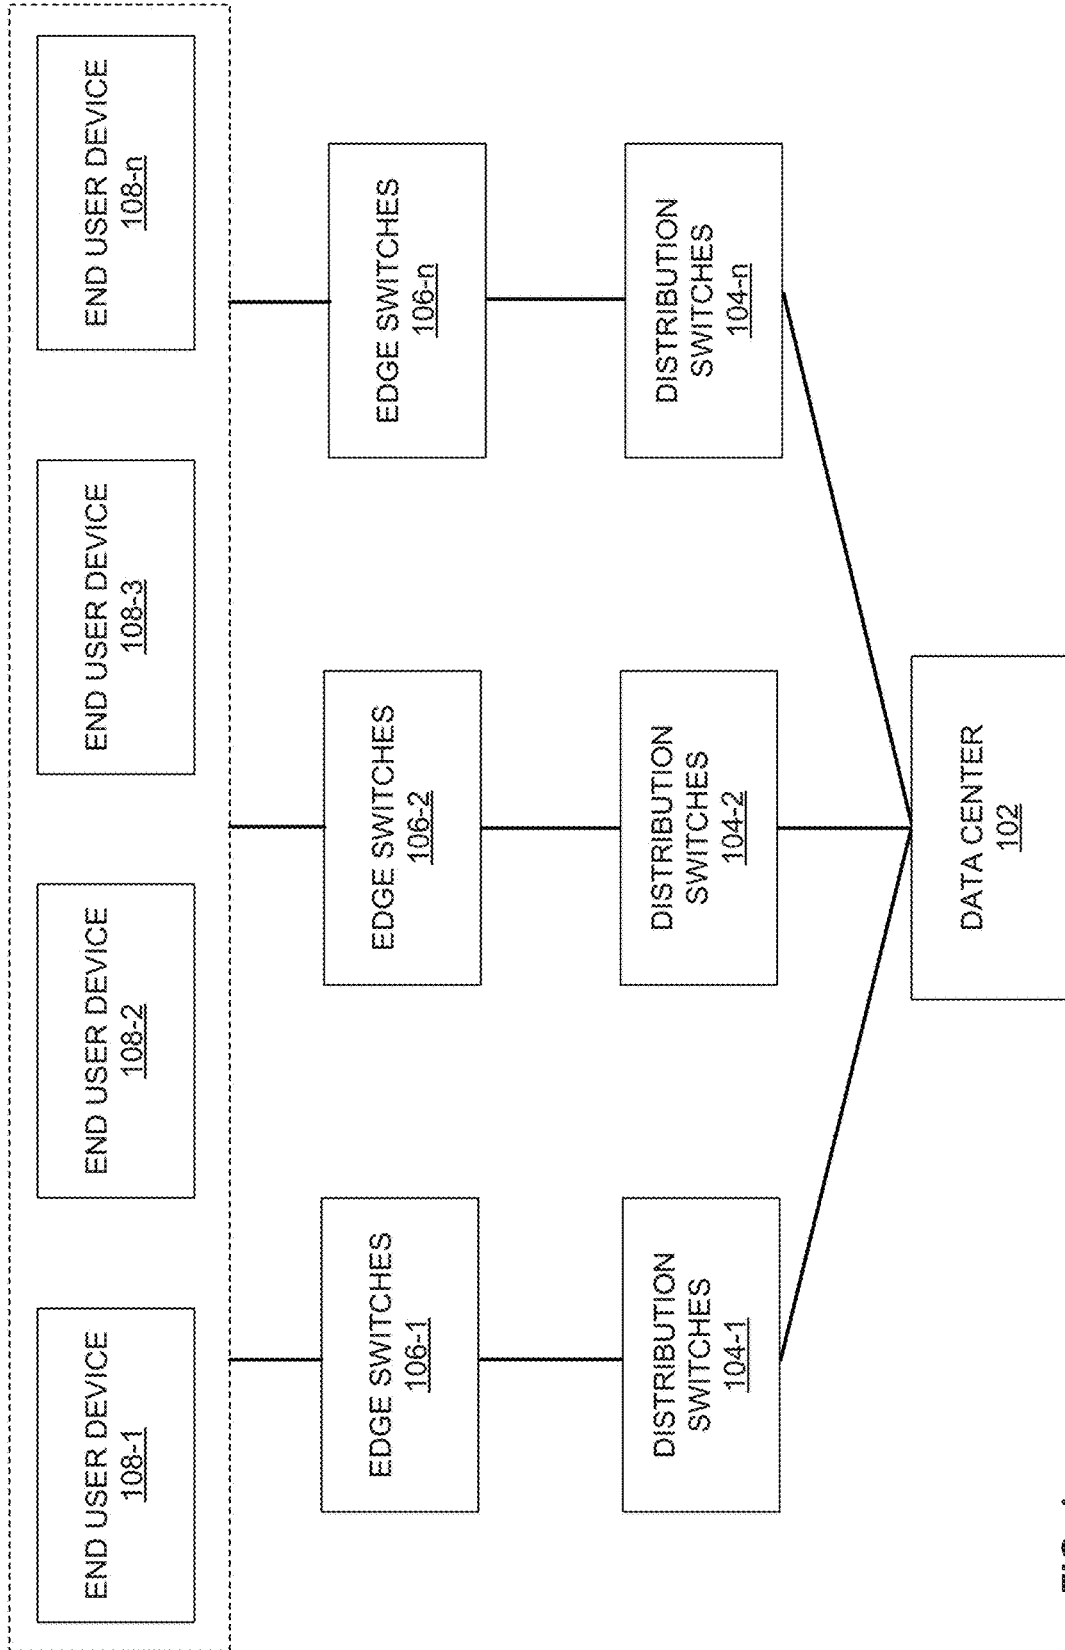 END USER DEVICE
108-1
END USER DEVICE
108-2
END USER DEVICE
108-3
END USER DEVICE
108-n
EDGE SWITCHES
106-1
EDGE SWITCHES
106-2
EDGE SWITCHES
106-n
DISTRIBUTION
SWITCHES
104-1
DISTRIBUTION
SWITCHES
104-2
DISTRIBUTION
SWITCHES
104-n
DATA CENTER
102